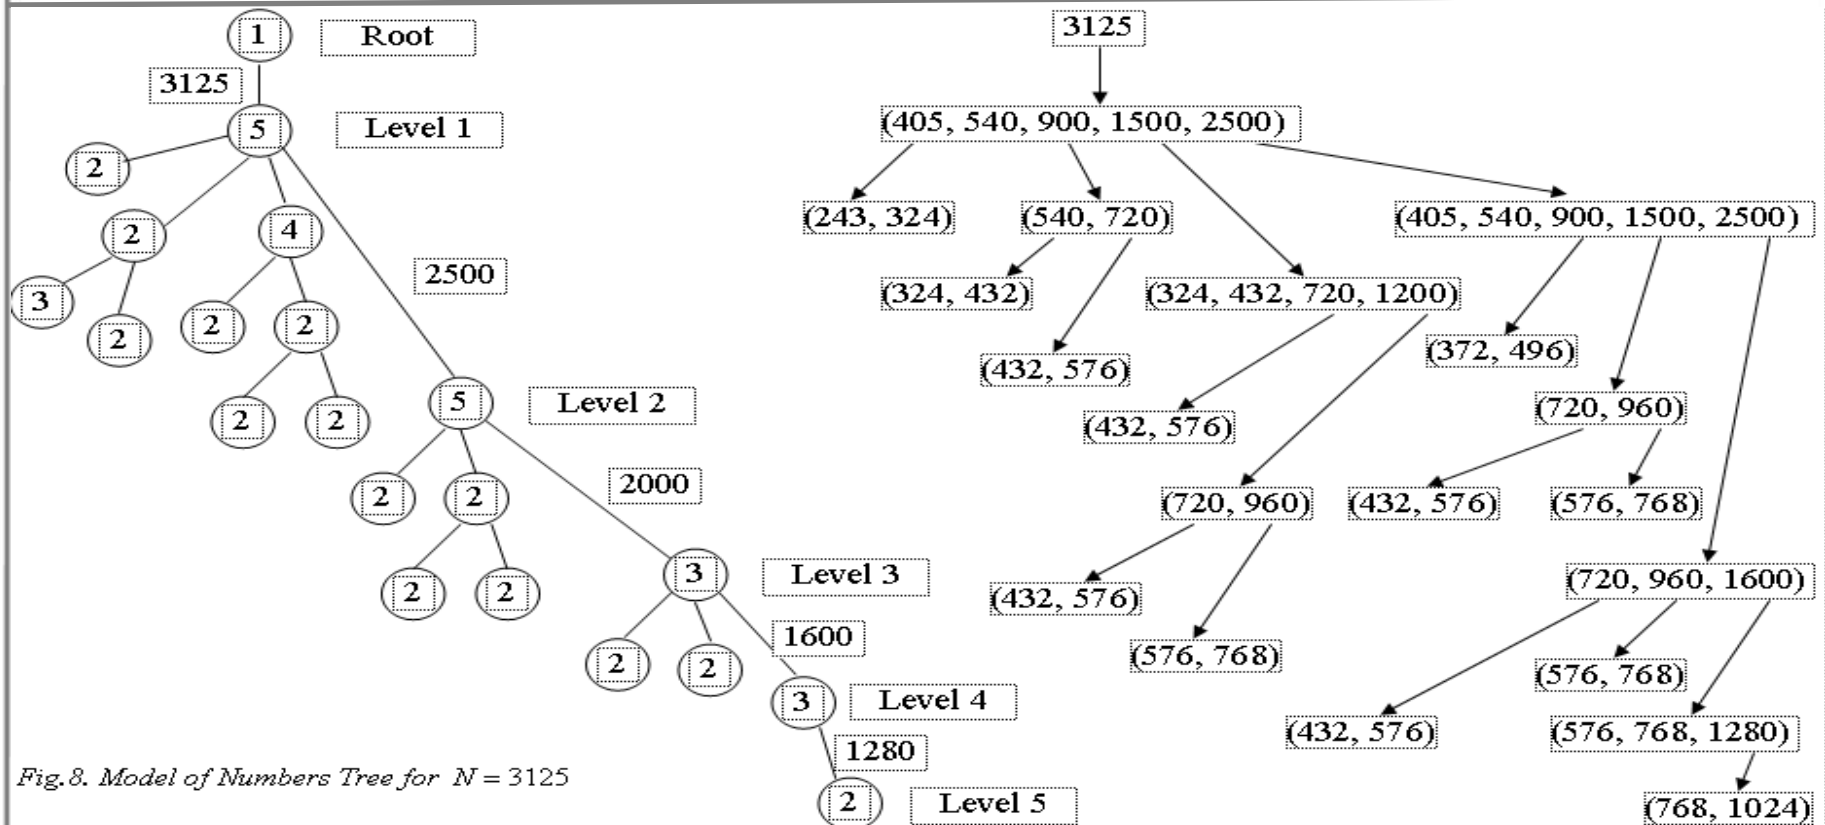 1 Root
3125
5 Level 1
2
2 4
2500
3
2 2 2
2 2
5 Level 2
2 2
2000
2 2
3 Level 3
1600
2 2
3 Level 4
1280
2 Level 5
Fig.8. Model of Numbers Tree for N = 3125
3125
(405, 540, 900, 1500, 2500)
(243, 324) (540, 720) (405, 540, 900, 1500, 2500)
(324, 432) (324, 432, 720, 1200)
(372, 496)
(432, 576)
(720, 960)
(432, 576)
(720, 960) (432, 576) (576, 768)
(720, 960, 1600)
(432, 576)
(576, 768)
(576, 768)
(432, 576) (576, 768, 1280)
(768, 1024)